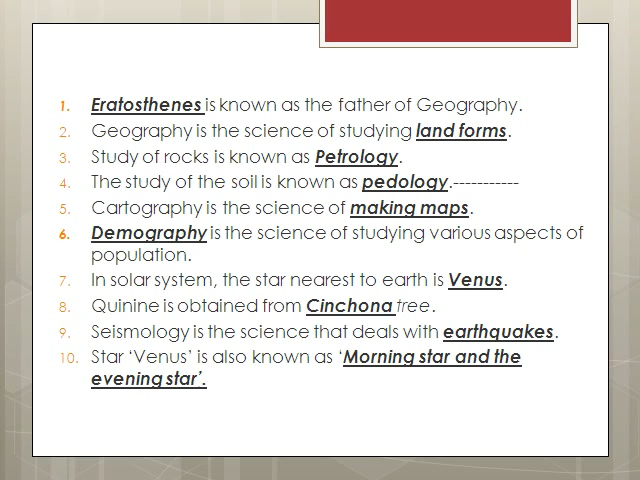 1. Eratosthenes is known as the father of Geography.
2. Geography is the science of studying land forms.
3. Study of rocks is known as Petrology.
4. The study of the soil is known as pedology.-----------
5. Cartography is the science of making maps.
6. Demography is the science of studying various aspects of
population.
7. In solar system, the star nearest to earth is Venus.
8. Quinine is obtained from Cinchona tree.
9. Seismology is the science that deals with earthquakes.
10. Star ‘Venus’ is also known as ‘Morning star and the
evening star’.